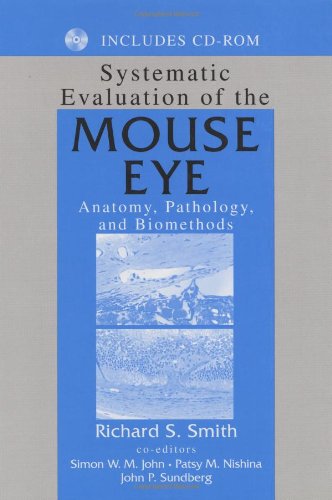 INCLUDES CD-ROM
Systematic
Evaluation of the
MOUSE
EYE
Anatomy, Pathology,
and Biomethods
Richard S. Smith
co-editors
Simon W. M. John · Patsy M. Nishina
John P. Sundberg